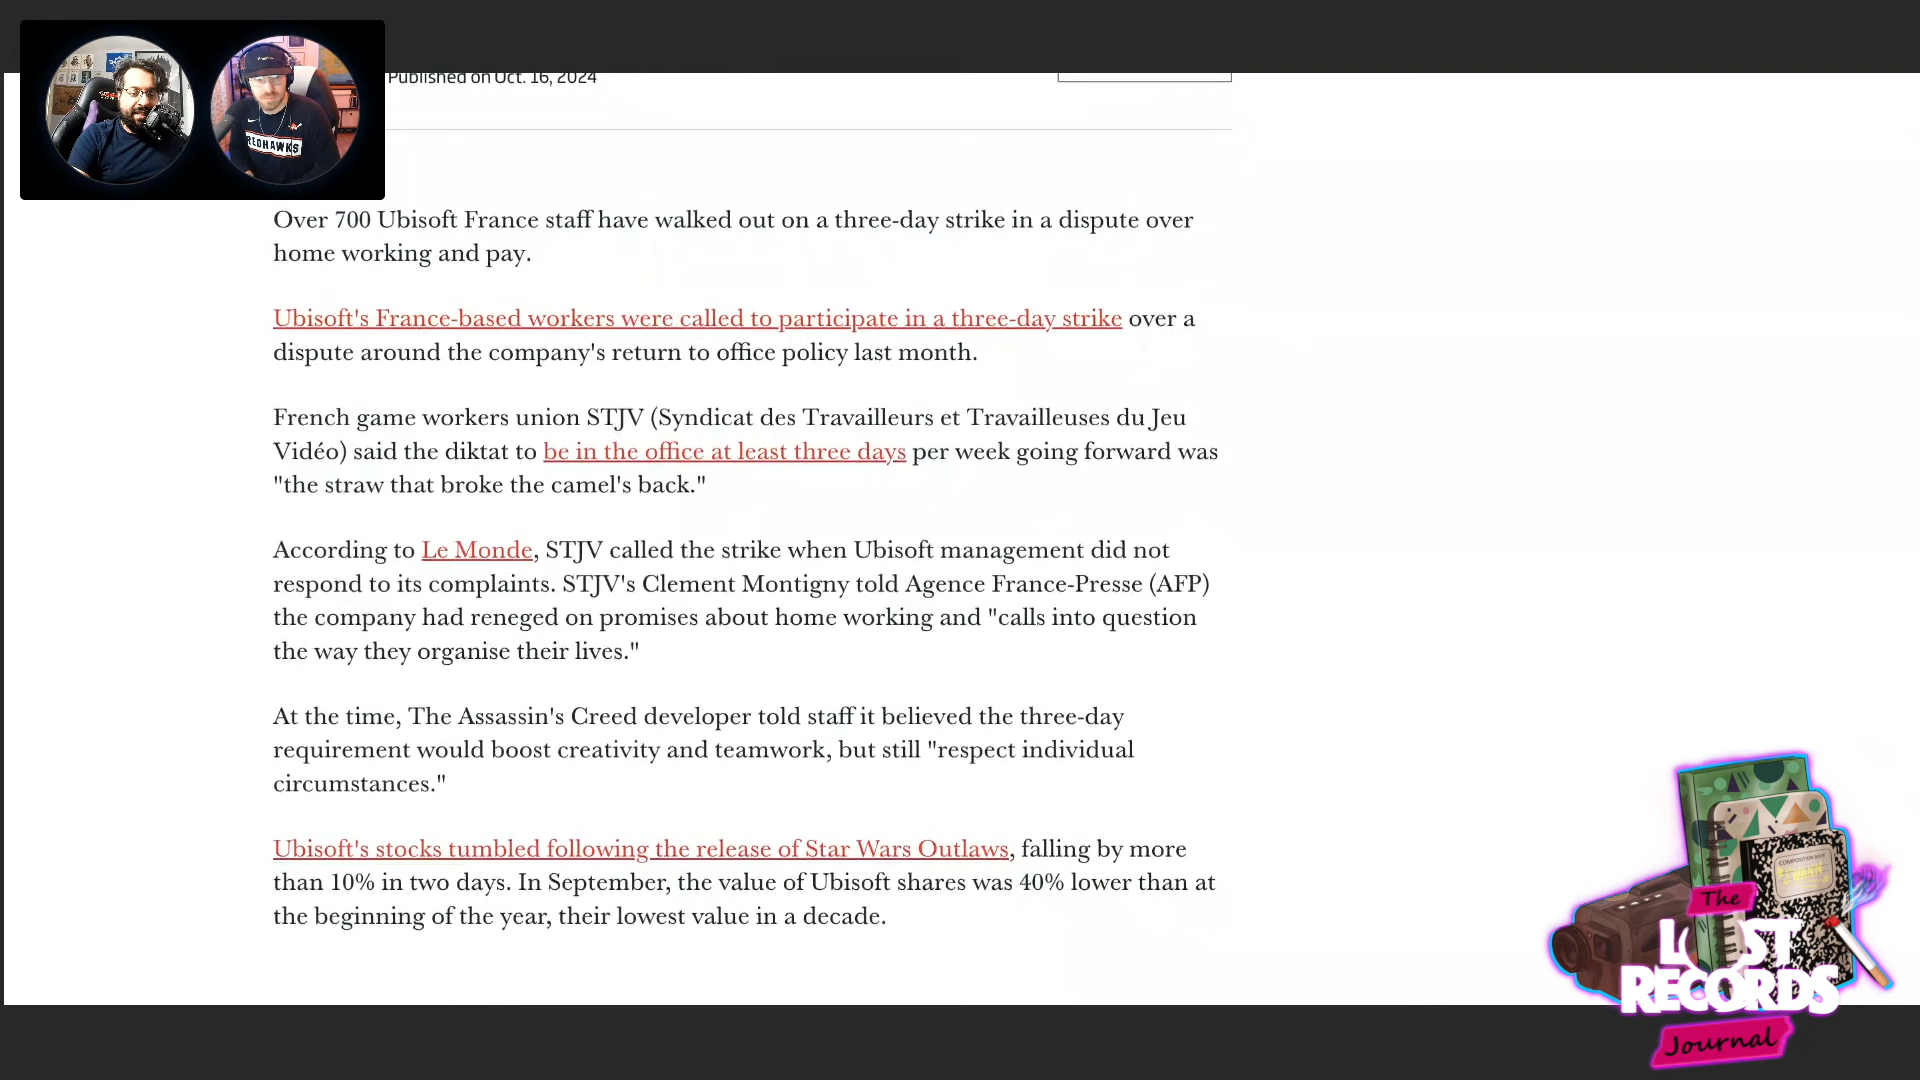 Published on Oct. 16, 2024
REDHAWKS
Over 700 Ubisoft France staff have walked out on a three-day strike in a dispute over
home working and pay.
Ubisoft's France-based workers were called to participate in a three-day strike over a
dispute around the company's return to office policy last month.
French game workers union STJV (Syndicat des Travailleurs et Travailleuses du Jeu
Vidéo) said the diktat to be in the office at least three days per week going forward was
"the straw that broke the camel's back."
According to Le Monde, STJV called the strike when Ubisoft management did not
respond to its complaints. STJV's Clement Montigny told Agence France-Presse (AFP)
the company had reneged on promises about home working and "calls into question
the way they organise their lives."
At the time, The Assassin's Creed developer told staff it believed the three-day
requirement would boost creativity and teamwork, but still "respect individual
circumstances."
Ubisoft's stocks tumbled following the release of Star Wars Outlaws, falling by more
than 10% in two days. In September, the value of Ubisoft shares was 40% lower than at
the beginning of the year, their lowest value in a decade.
COMPOSITION BOOK
The
LOST
RECORDS
Journal